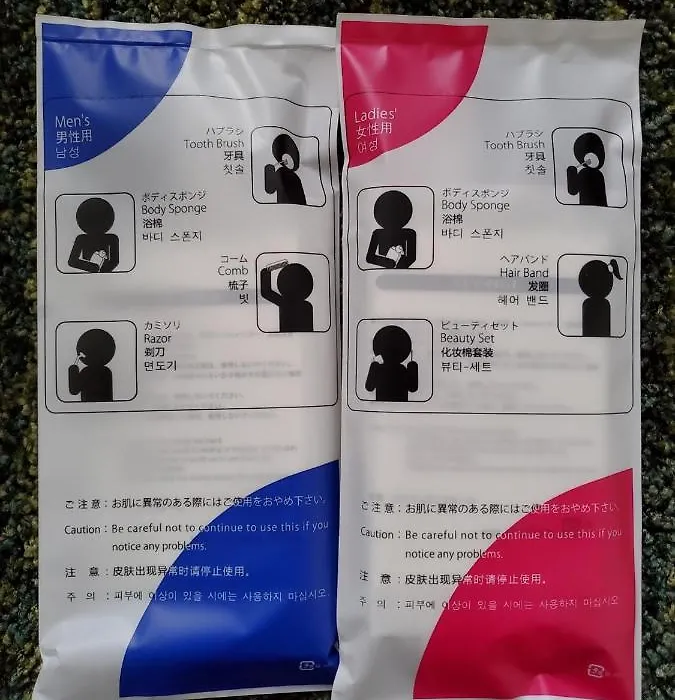 Men's
男性用
남성
ハブラシ
Tooth Brush
牙具
칫솔
ボディスポンジ
Body Sponge
浴棉
바디 스폰지
コーム
Comb
梳子
빗
カミソリ
Razor
剃刀
면도기
ご注意：お肌に異常のある際にはご使用をおやめ下さい。
Caution : Be careful not to continue to use this if you
notice any problems.
注 意：皮肤出现异常时请停止使用。
주 의 : 피부에 이상이 있을 시에는 사용하지 마십시오.
Ladies'
女性用
여성
ハブラシ
Tooth Brush
牙具
칫솔
ボディスポンジ
Body Sponge
浴棉
바디 스폰지
ヘアバンド
Hair Band
发圈
헤어 밴드
ビューティセット
Beauty Set
化妆棉套装
뷰티-세트
ご注意：お肌に異常のある際にはご使用をおやめ下さい。
Caution : Be careful not to continue to use this if you
notice any problems.
注 意：皮肤出现异常时请停止使用。
주 의 : 피부에 이상이 있을 시에는 사용하지 마십시오.